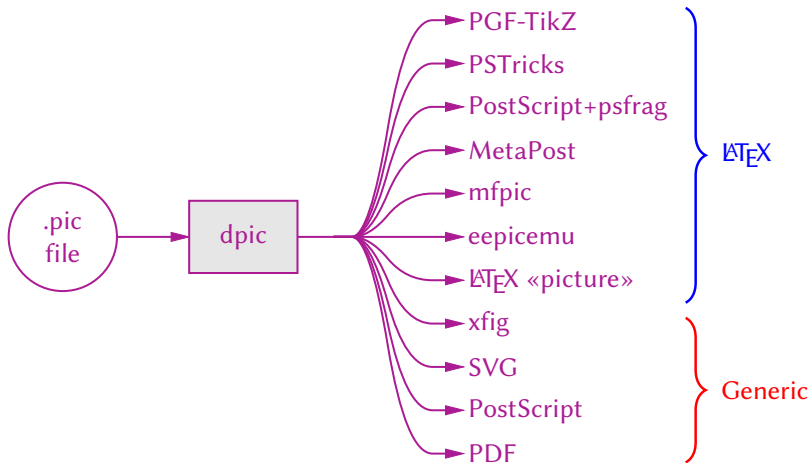 PGF-TikZ
PSTricks
PostScript+psfrag
MetaPost
LATEX
mfpic
.pic
file
dpic
eepicemu
LATEX «picture»
xfig
SVG
Generic
PostScript
PDF